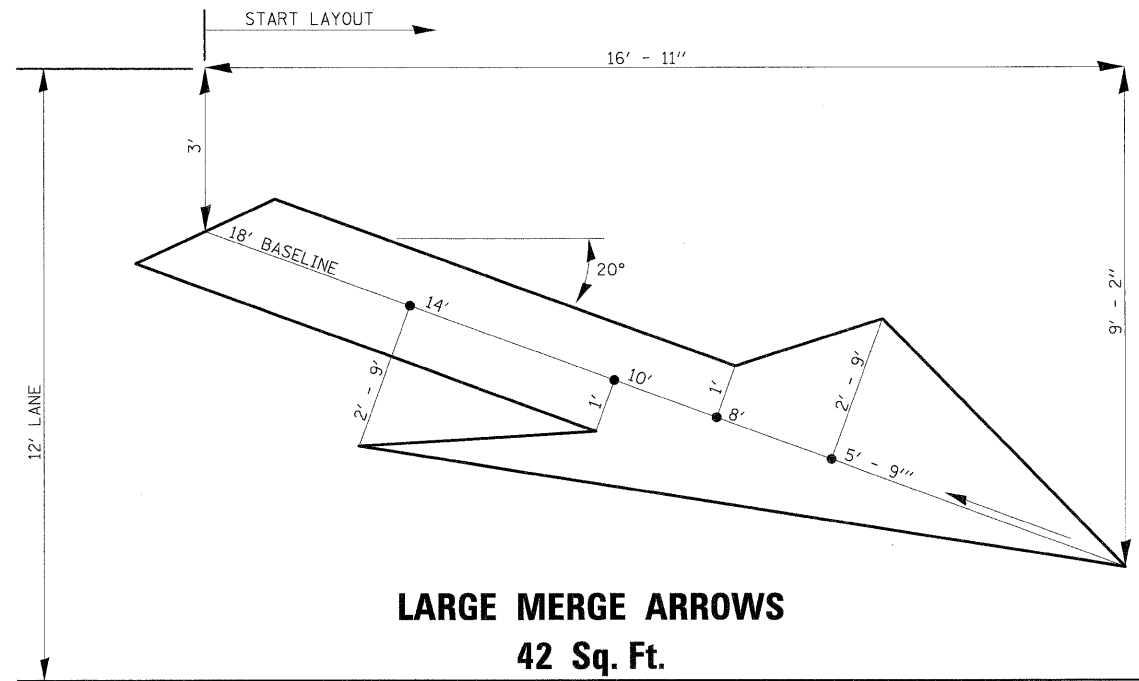 START LAYOUT
16' - 11"
3'
18' BASELINE
20°
14'
9' - 2"
2' - 9'
10'
1'
1'
8'
2' - 9'
5' - 9'''
12' LANE
LARGE MERGE ARROWS
42 Sq. Ft.